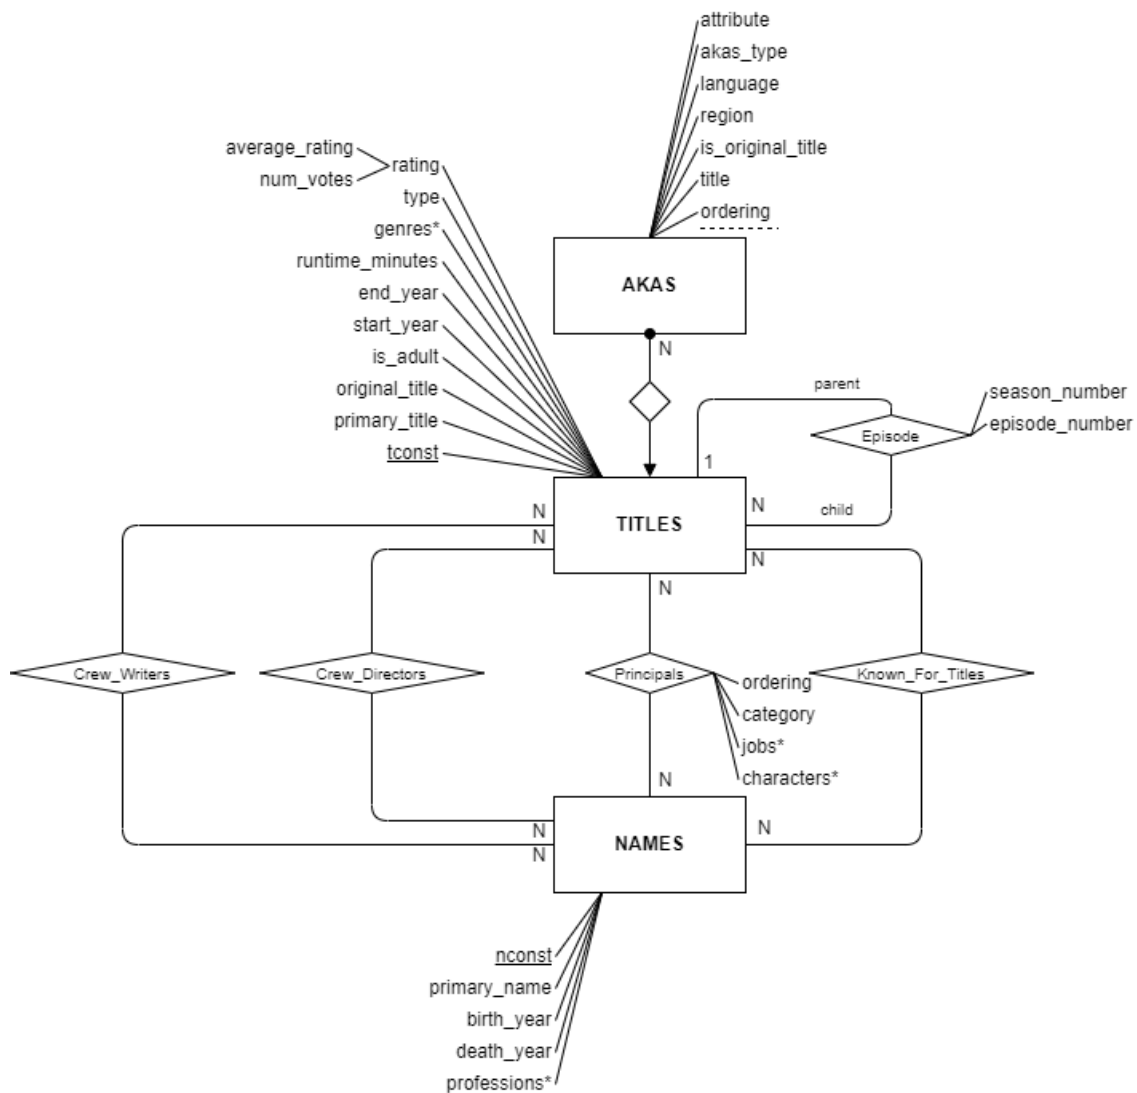 attribute
akas_type
language
region
is_original_title
title
ordering
average_rating
num_votes
rating
type
genres*
runtime_minutes
end_year
start_year
is_adult
original_title
primary_title
tconst
AKAS
N
parent
season_number
episode_number
Episode
1
N
child
TITLES
N
N
N
N
Crew_Writers
Crew_Directors
Principals
Known_For_Titles
ordering
category
jobs*
characters*
N
N
N
N
NAMES
nconst
primary_name
birth_year
death_year
professions*